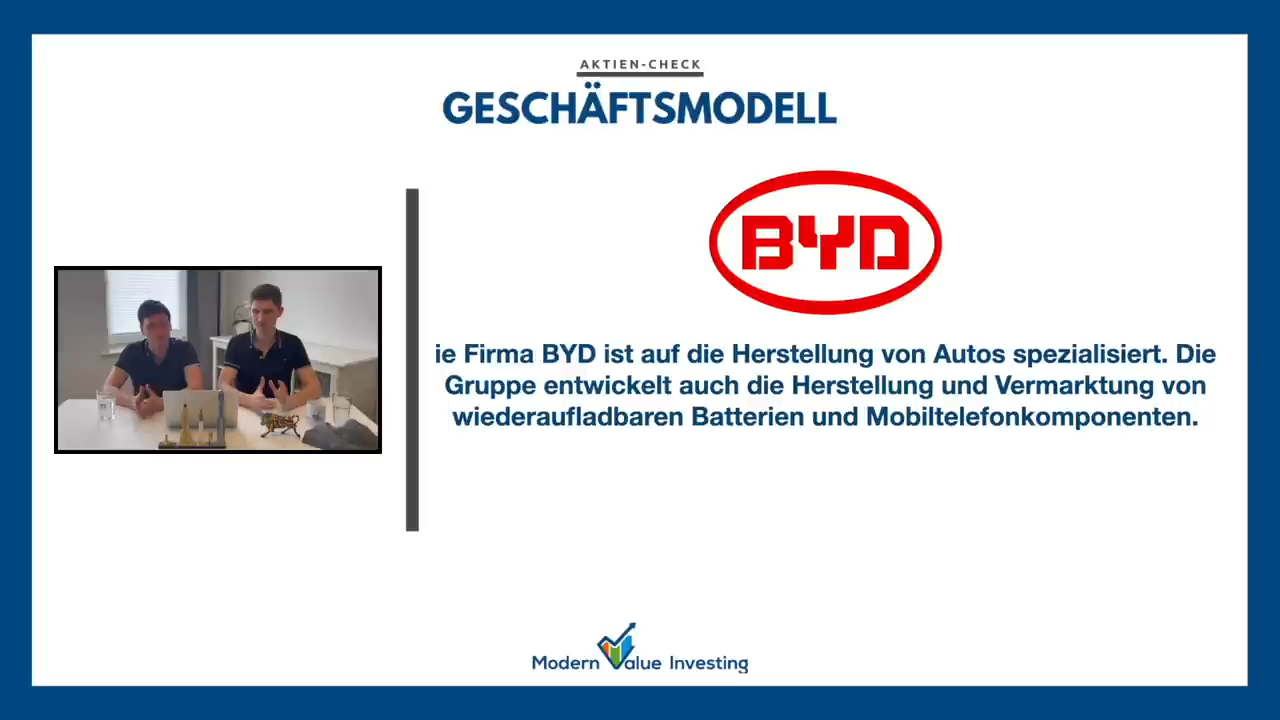 AKTIEN-CHECK
GESCHÄFTSMODELL
BYD
ie Firma BYD ist auf die Herstellung von Autos spezialisiert. Die
Gruppe entwickelt auch die Herstellung und Vermarktung von
wiederaufladbaren Batterien und Mobiltelefonkomponenten.
Modern Value Investing